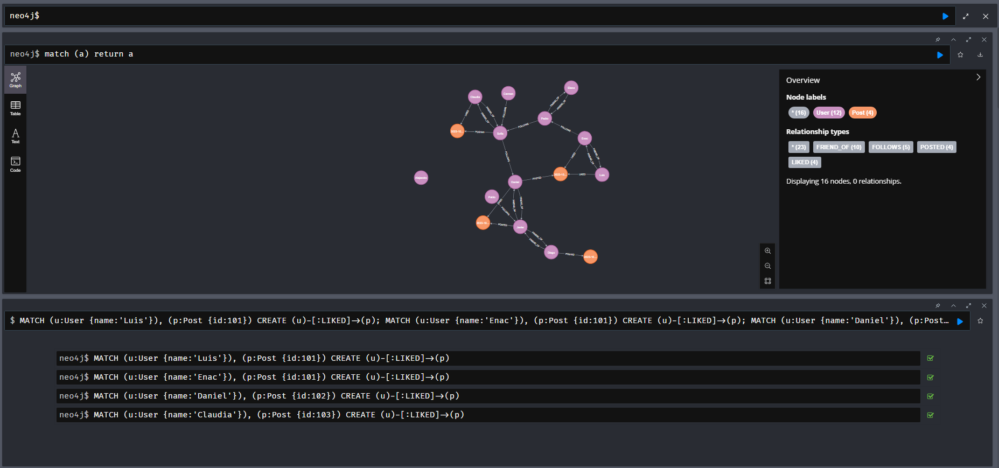 neo4j$
neo4j$ match (a) return a
Graph
Table
Text
Code
Claudia
Carmen
Elena
Pedro
Sofia
Enac
Luis
Alejandro
Daniel
Pablo
Javier
Diego
2023-10...
2023-10...
2023-10...
2023-10...
LIKED
FRIEND_OF
FRIEND_OF
FOLLOWS
POSTED
FOLLOWS
FRIEND_OF
FRIEND_OF
FOLLOWS
LIKED
FRIEND_OF
FRIEND_OF
LIKED
FOLLOWS
POSTED
LIKED
FOLLOWS
FRIEND_OF
FRIEND_OF
POSTED
FRIEND_OF
FRIEND_OF
POSTED
Overview
Node labels
* (16) User (12) Post (4)
Relationship types
* (23) FRIEND_OF (10) FOLLOWS (5) POSTED (4)
LIKED (4)
Displaying 16 nodes, 0 relationships.
$ MATCH (u:User {name:'Luis'}), (p:Post {id:101}) CREATE (u)-[:LIKED]->(p); MATCH (u:User {name:'Enac'}), (p:Post {id:101}) CREATE (u)-[:LIKED]->(p); MATCH (u:User {name:'Daniel'}), (p:Post...
neo4j$ MATCH (u:User {name:'Luis'}), (p:Post {id:101}) CREATE (u)-[:LIKED]->(p)
neo4j$ MATCH (u:User {name:'Enac'}), (p:Post {id:101}) CREATE (u)-[:LIKED]->(p)
neo4j$ MATCH (u:User {name:'Daniel'}), (p:Post {id:102}) CREATE (u)-[:LIKED]->(p)
neo4j$ MATCH (u:User {name:'Claudia'}), (p:Post {id:103}) CREATE (u)-[:LIKED]->(p)